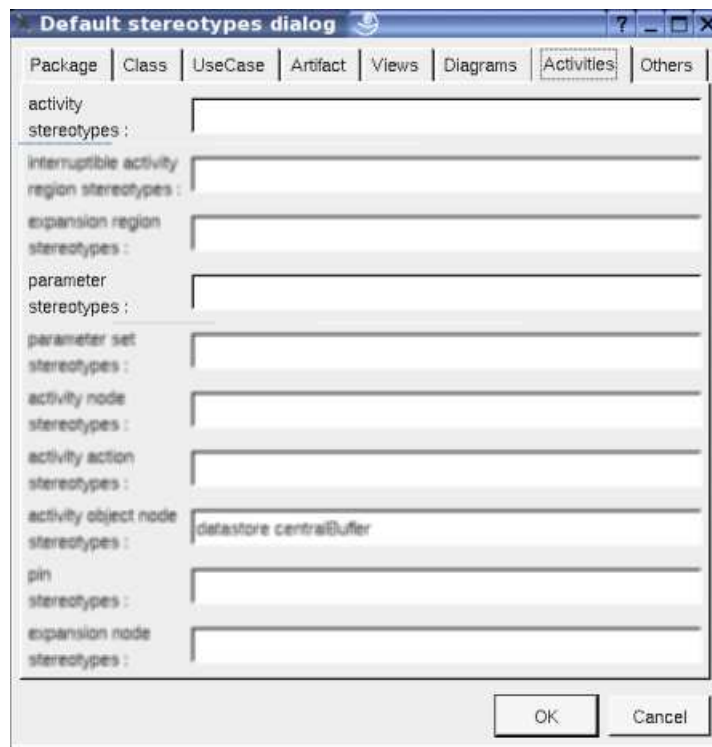 Default stereotypes dialog
Package Class UseCase Artifact Views Diagrams Activities Others
activity
stereotypes :
interruptible activity
region stereotypes :
expansion region
stereotypes :
parameter
stereotypes :
parameter set
stereotypes :
activity node
stereotypes :
activity action
stereotypes :
activity object node
stereotypes :
datastore centralBuffer
pin
stereotypes :
expansion node
stereotypes :
OK Cancel